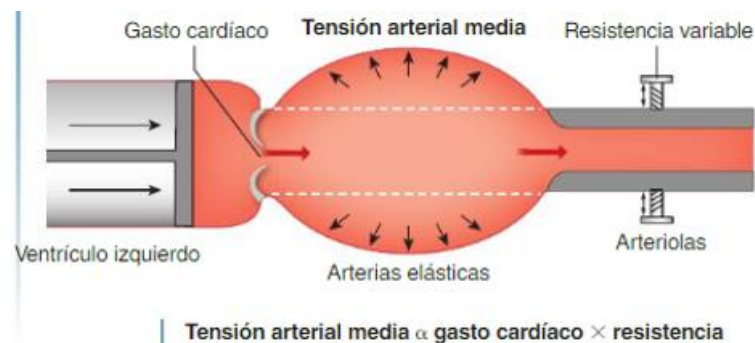 Gasto cardíaco
Tensión arterial media
Resistencia variable
Ventrículo izquierdo
Arterias elásticas
Arteriolas
Tensión arterial media α gasto cardíaco × resistencia